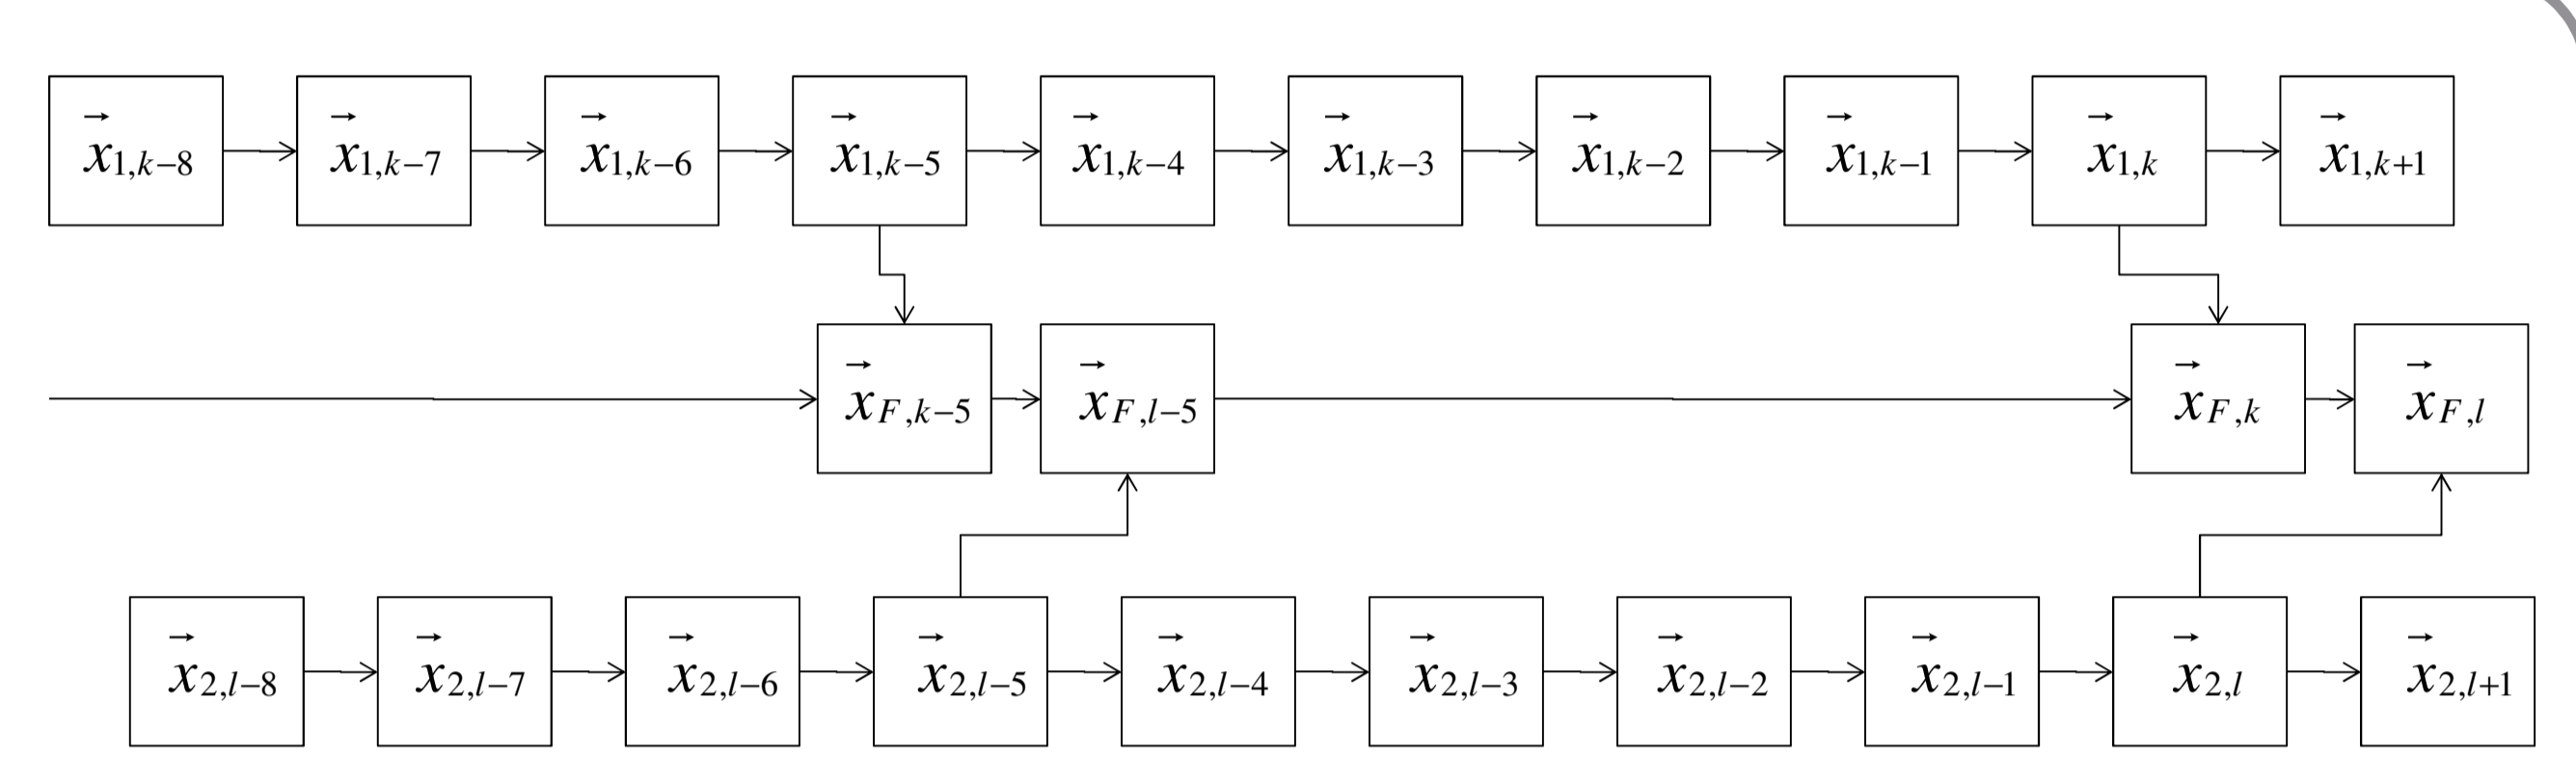 x⃗1,k−8 x⃗1,k−7 x⃗1,k−6 x⃗1,k−5 x⃗1,k−4 x⃗1,k−3 x⃗1,k−2 x⃗1,k−1 x⃗1,k x⃗1,k+1
x⃗F,k−5 x⃗F,l−5 x⃗F,k x⃗F,l
x⃗2,l−8 x⃗2,l−7 x⃗2,l−6 x⃗2,l−5 x⃗2,l−4 x⃗2,l−3 x⃗2,l−2 x⃗2,l−1 x⃗2,l x⃗2,l+1